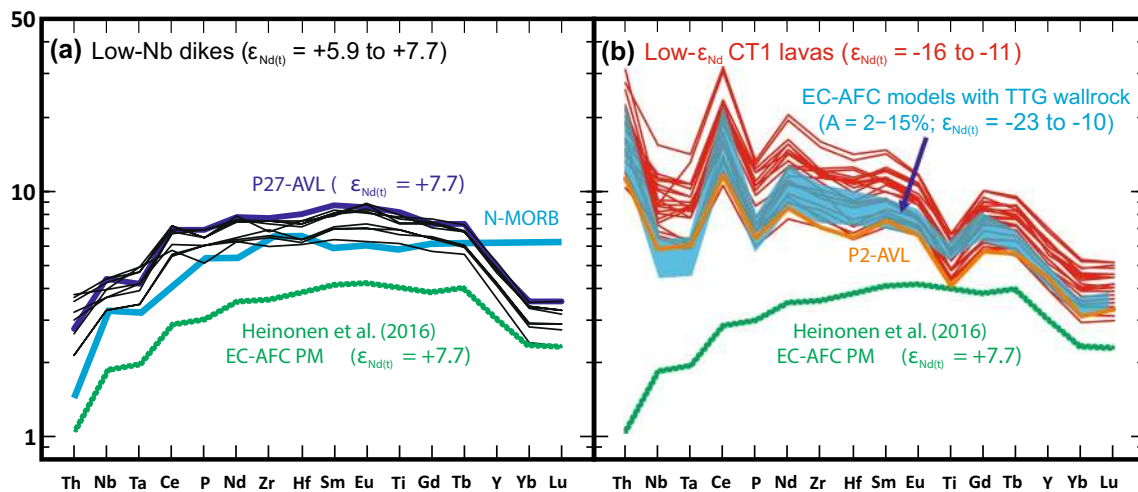 50
10
1
(a) Low-Nb dikes (εNd(t) = +5.9 to +7.7)
P27-AVL ( εNd(t) = +7.7)
N-MORB
Heinonen et al. (2016)
EC-AFC PM (εNd(t) = +7.7)
Th Nb Ta Ce P Nd Zr Hf Sm Eu Ti Gd Tb Y Yb Lu
(b) Low-εNd CT1 lavas (εNd(t) = -16 to -11)
EC-AFC models with TTG wallrock
(A = 2−15%; εNd(t) = -23 to -10)
P2-AVL
Heinonen et al. (2016)
EC-AFC PM (εNd(t) = +7.7)
Th Nb Ta Ce P Nd Zr Hf Sm Eu Ti Gd Tb Y Yb Lu